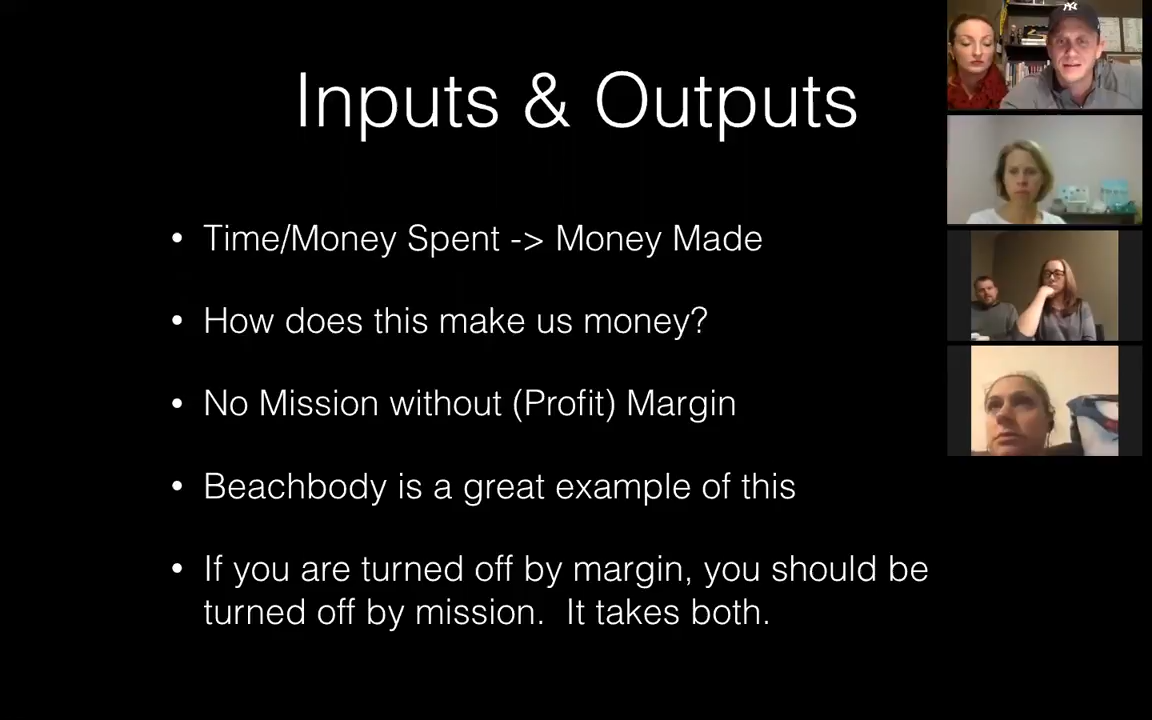 Inputs & Outputs
• Time/Money Spent -> Money Made
• How does this make us money?
• No Mission without (Profit) Margin
• Beachbody is a great example of this
• If you are turned off by margin, you should be
turned off by mission.  It takes both.